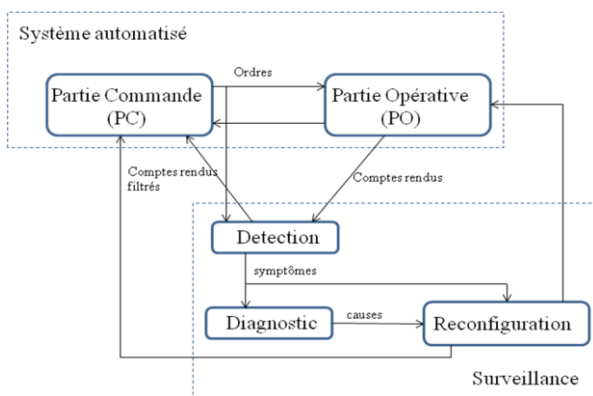 Système automatisé
Ordres
Partie Commande
(PC)
Partie Opérative
(PO)
Comptes rendus
filtrés
Comptes rendus
Detection
symptômes
Diagnostic
causes
Reconfiguration
Surveillance